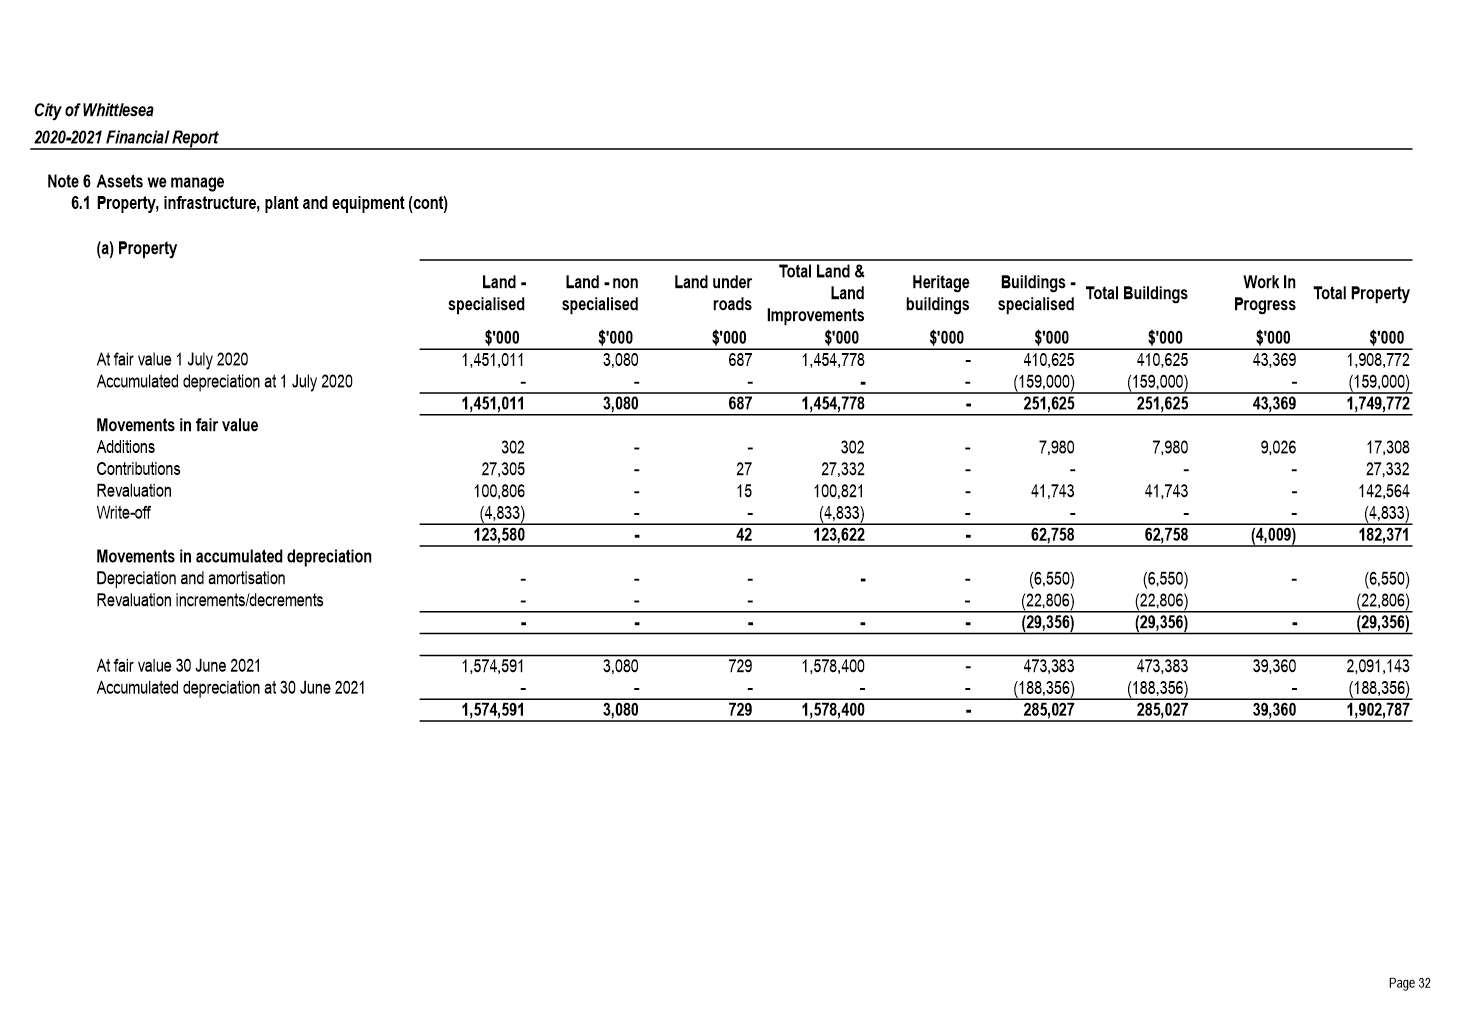 City of Whittlesea
2020-2021 Financial Report
Note 6 Assets we manage
6.1 Property, infrastructure, plant and equipment (cont)
(a) Property
Land - specialised Land - non specialised Land under roads Total Land & Land Improvements Heritage buildings Buildings - specialised Total Buildings Work In Progress Total Property
$'000 $'000 $'000 $'000 $'000 $'000 $'000 $'000 $'000
At fair value 1 July 2020 1,451,011 3,080 687 1,454,778 - 410,625 410,625 43,369 1,908,772
Accumulated depreciation at 1 July 2020 - - - - - (159,000) (159,000) - (159,000)
1,451,011 3,080 687 1,454,778 - 251,625 251,625 43,369 1,749,772
Movements in fair value
Additions 302 - - 302 - 7,980 7,980 9,026 17,308
Contributions 27,305 - 27 27,332 - - - - 27,332
Revaluation 100,806 - 15 100,821 - 41,743 41,743 - 142,564
Write-off (4,833) - - (4,833) - - - - (4,833)
123,580 - 42 123,622 - 62,758 62,758 (4,009) 182,371
Movements in accumulated depreciation
Depreciation and amortisation - - - - - (6,550) (6,550) - (6,550)
Revaluation increments/decrements - - - - (22,806) (22,806) (22,806)
- - - - - (29,356) (29,356) - (29,356)
At fair value 30 June 2021 1,574,591 3,080 729 1,578,400 - 473,383 473,383 39,360 2,091,143
Accumulated depreciation at 30 June 2021 - - - - - (188,356) (188,356) - (188,356)
1,574,591 3,080 729 1,578,400 - 285,027 285,027 39,360 1,902,787
Page 32